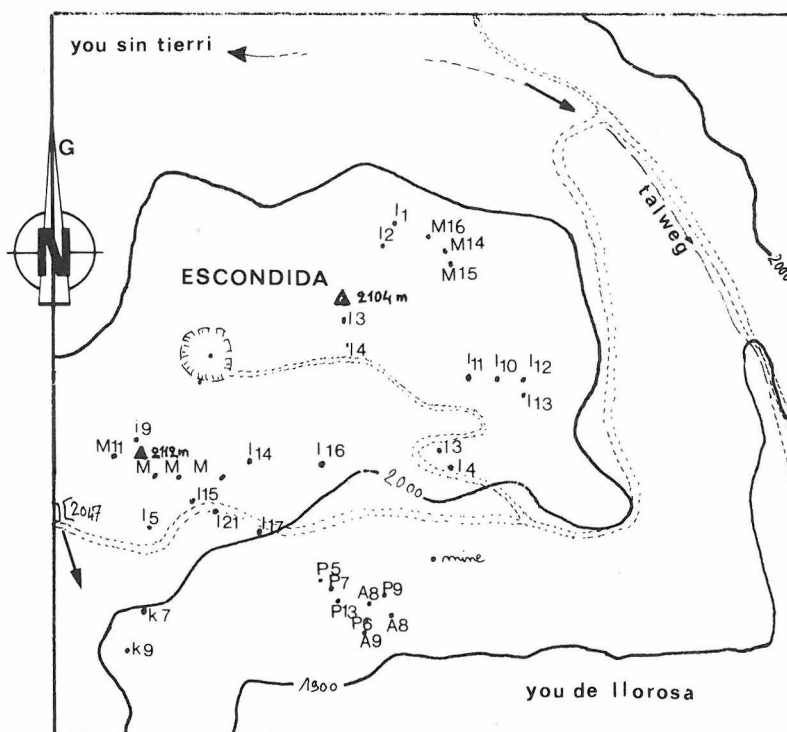 you sin tierri
G
N
talweg
2000
I1
I2
M16
M14
M15
ESCONDIDA
2104 m
I3
I4
I11
I10
I12
I13
i9
M11
2112m
M
M
M
I14
I16
I3
I4
2000
I15
2047
I5
I21
I17
mine
P5
P7
A8
P9
P13
A8
P6
A9
k7
k9
1900
you de llorosa